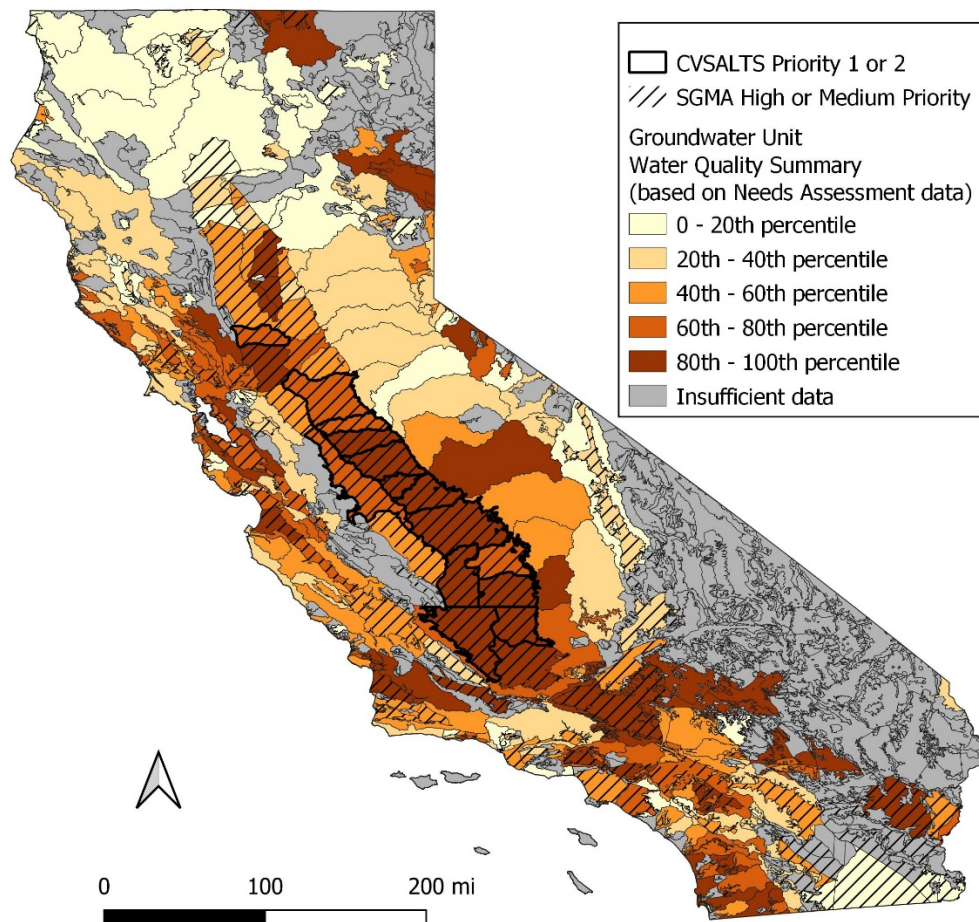 CVSALTS Priority 1 or 2
SGMA High or Medium Priority
Groundwater Unit
Water Quality Summary
(based on Needs Assessment data)
0 - 20th percentile
20th - 40th percentile
40th - 60th percentile
60th - 80th percentile
80th - 100th percentile
Insufficient data
0 100 200 mi